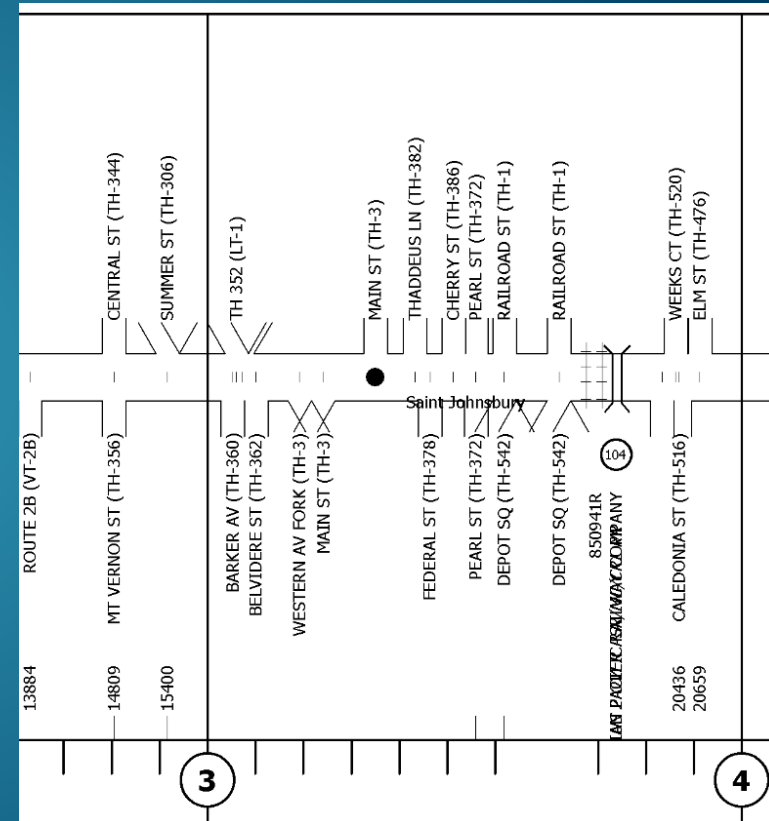 CENTRAL ST (TH-344)
SUMMER ST (TH-306)
TH 352 (LT-1)
MAIN ST (TH-3)
THADDEUS LN (TH-382)
CHERRY ST (TH-386)
PEARL ST (TH-372)
RAILROAD ST (TH-1)
RAILROAD ST (TH-1)
WEEKS CT (TH-520)
ELM ST (TH-476)
Saint Johnsbury
ROUTE 2B (VT-2B)
MT VERNON ST (TH-356)
BARKER AV (TH-360)
BELVIDERE ST (TH-362)
WESTERN AV FORK (TH-3)
MAIN ST (TH-3)
FEDERAL ST (TH-378)
PEARL ST (TH-372)
DEPOT SQ (TH-542)
DEPOT SQ (TH-542)
104
850941R
CALEDONIA ST (TH-516)
13884
14809
15400
20436
20659
3
4